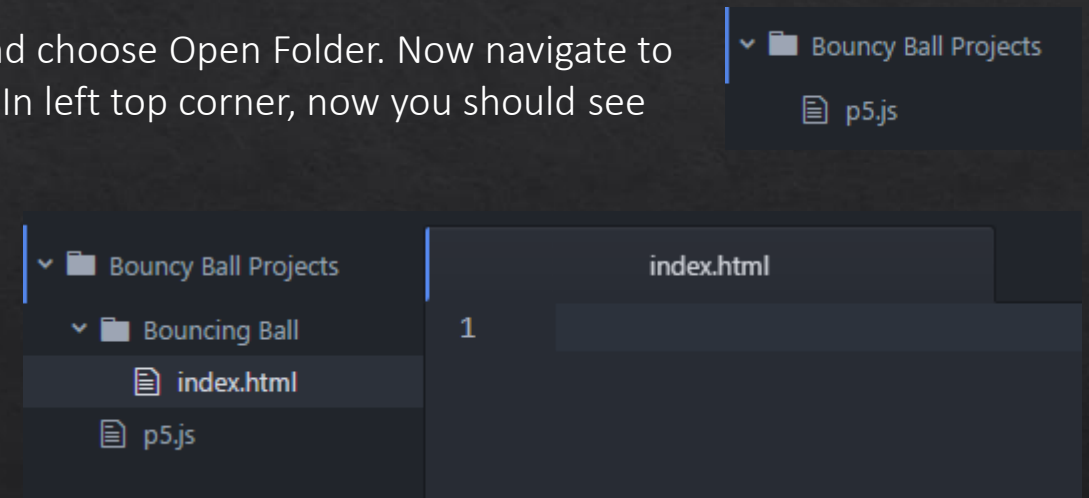 nd choose Open Folder. Now navigate to
In left top corner, now you should see
Bouncy Ball Projects
p5.js
Bouncy Ball Projects
Bouncing Ball
index.html
p5.js
index.html
1